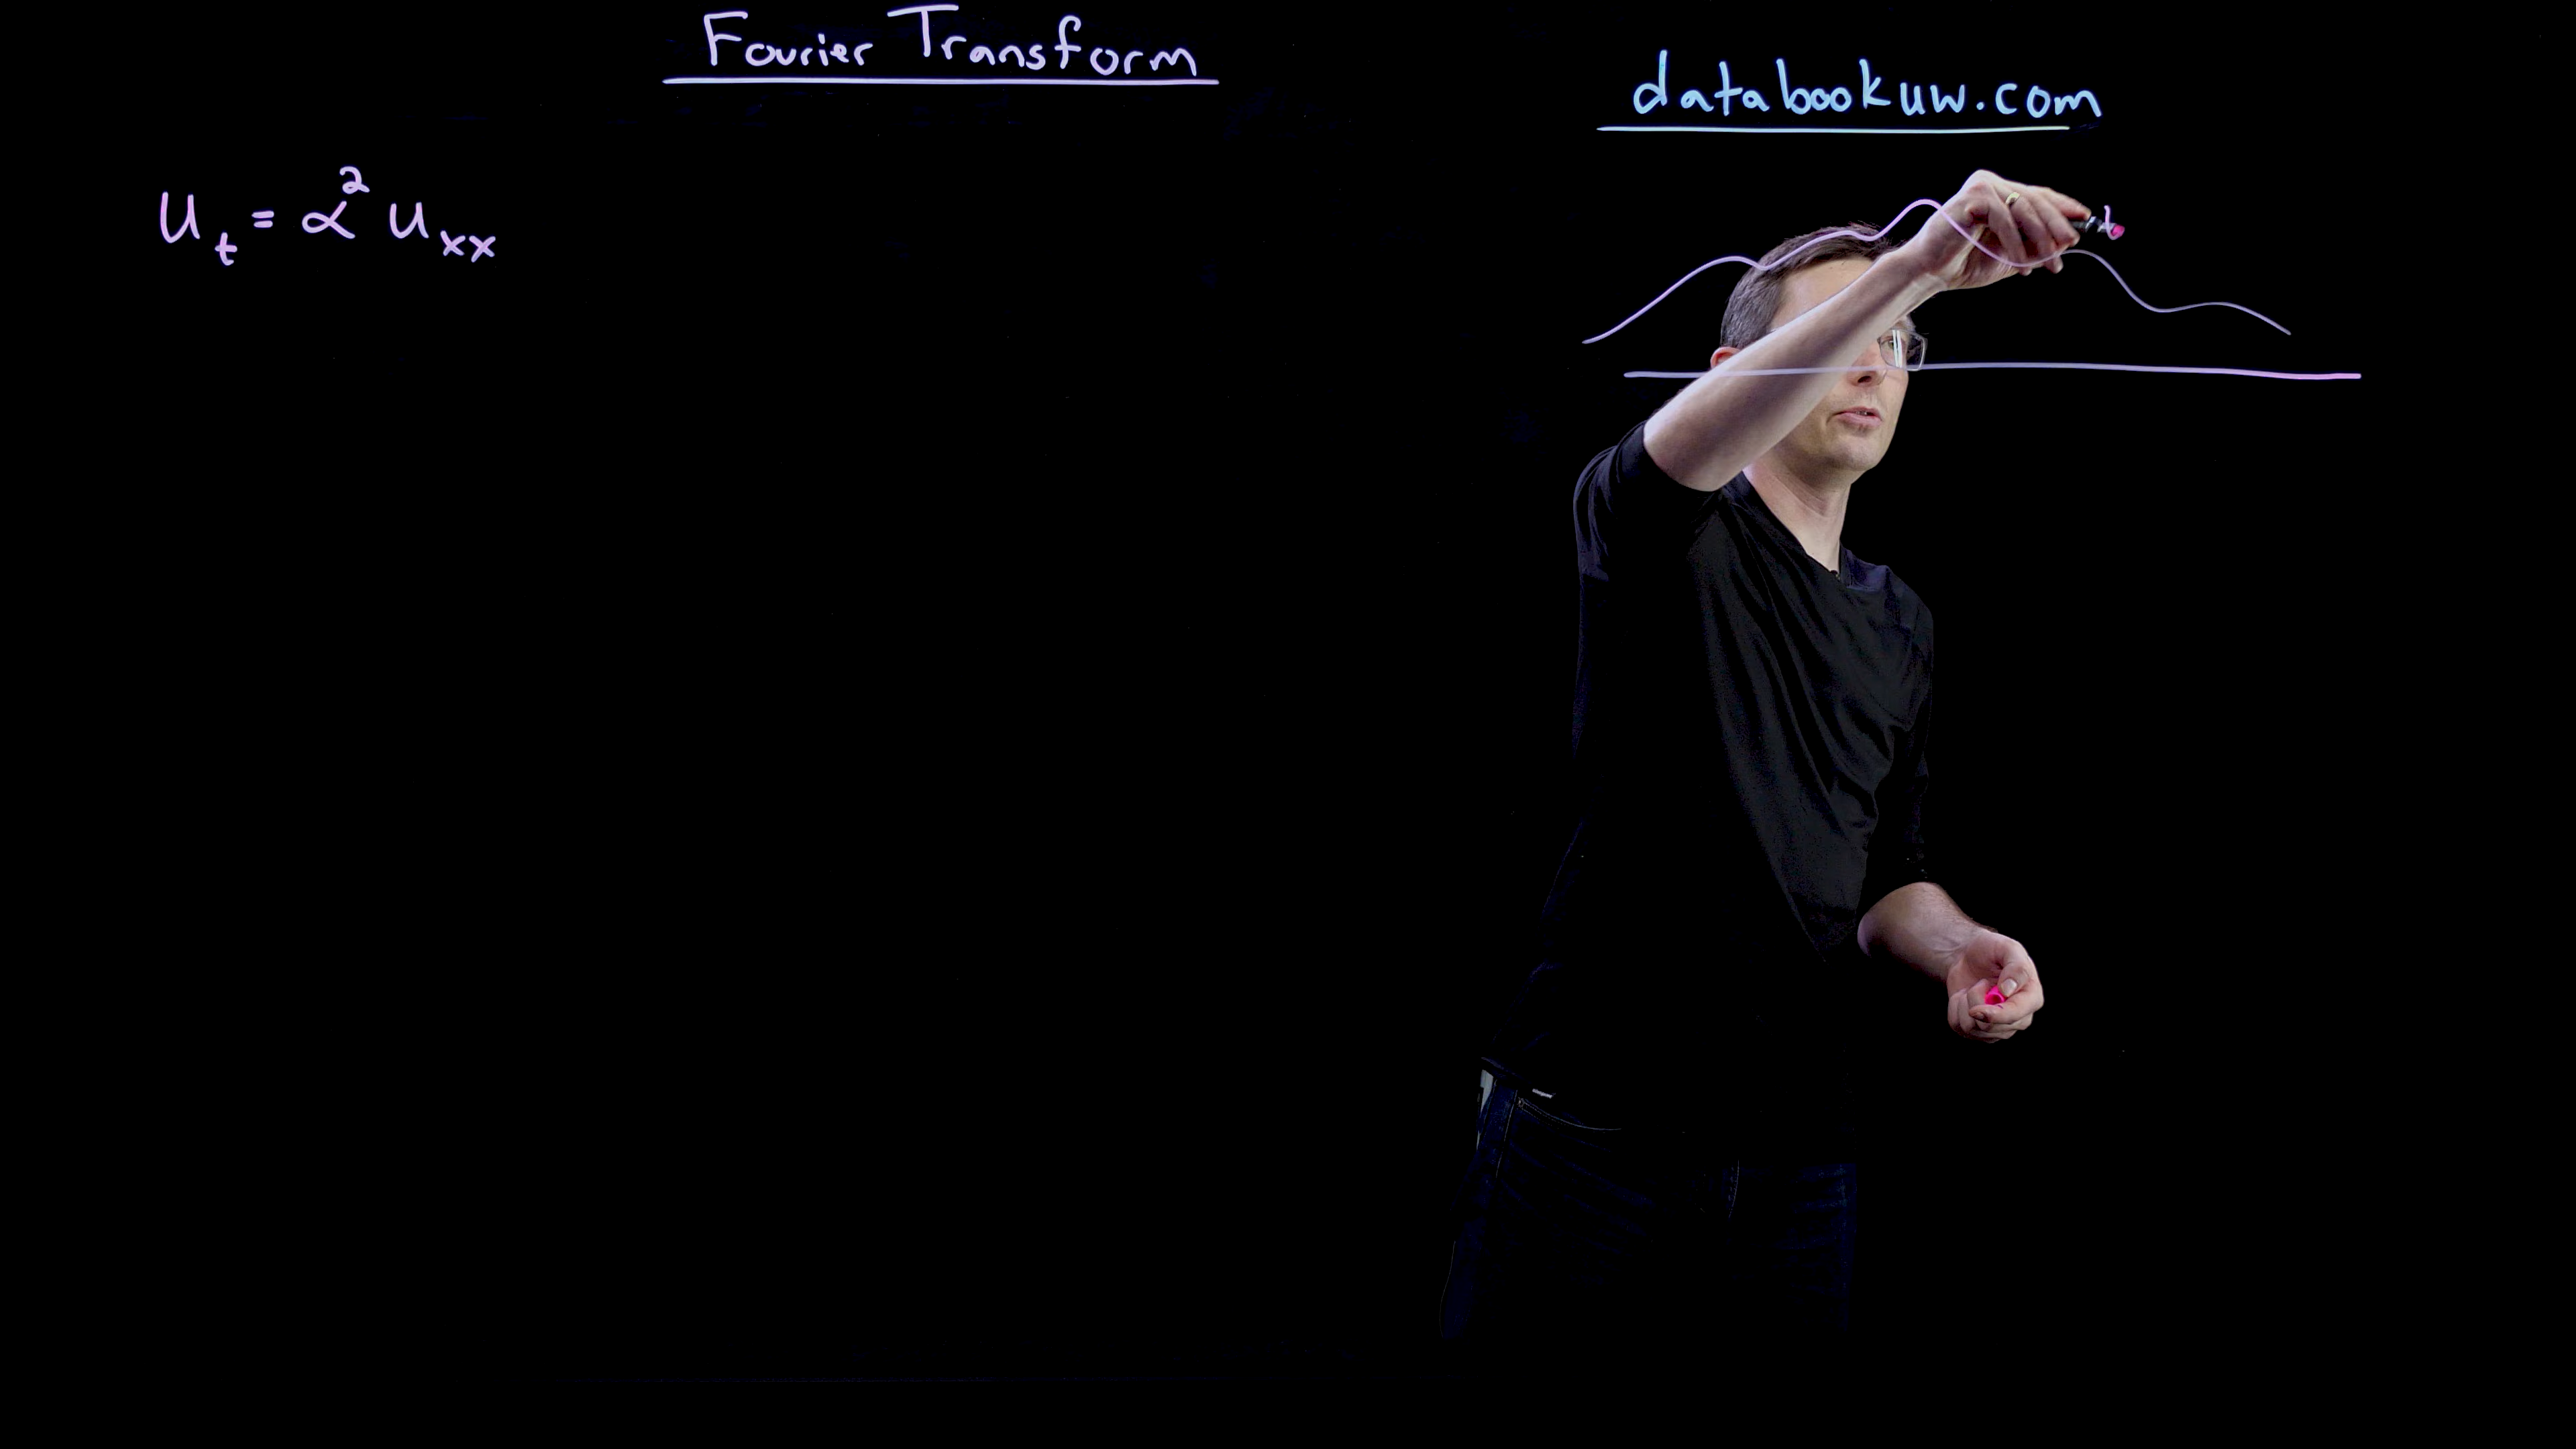 Fourier Transform
databookuw.com
u_t = α² u_xx